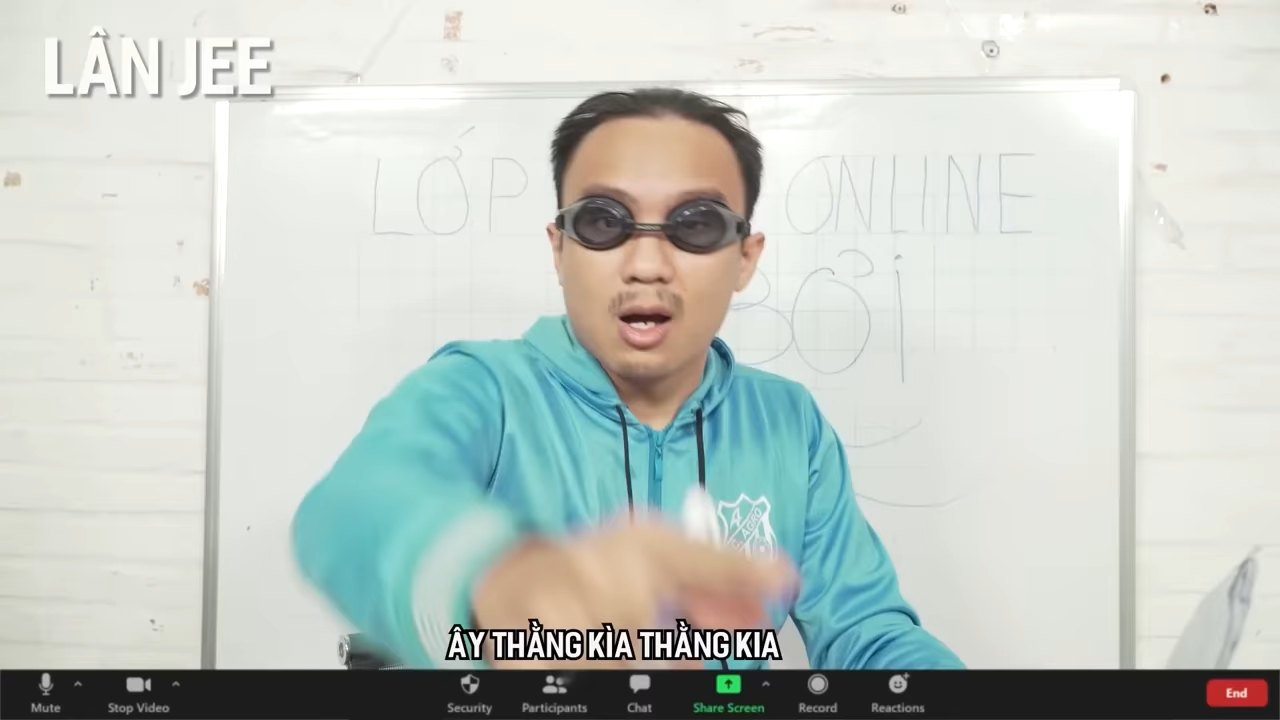 LÂN JEE
LỚP ONLINE
BƠI
ÂY THẰNG KÌA THẰNG KIA
Mute
Stop Video
Security
Participants
Chat
Share Screen
Record
Reactions
End